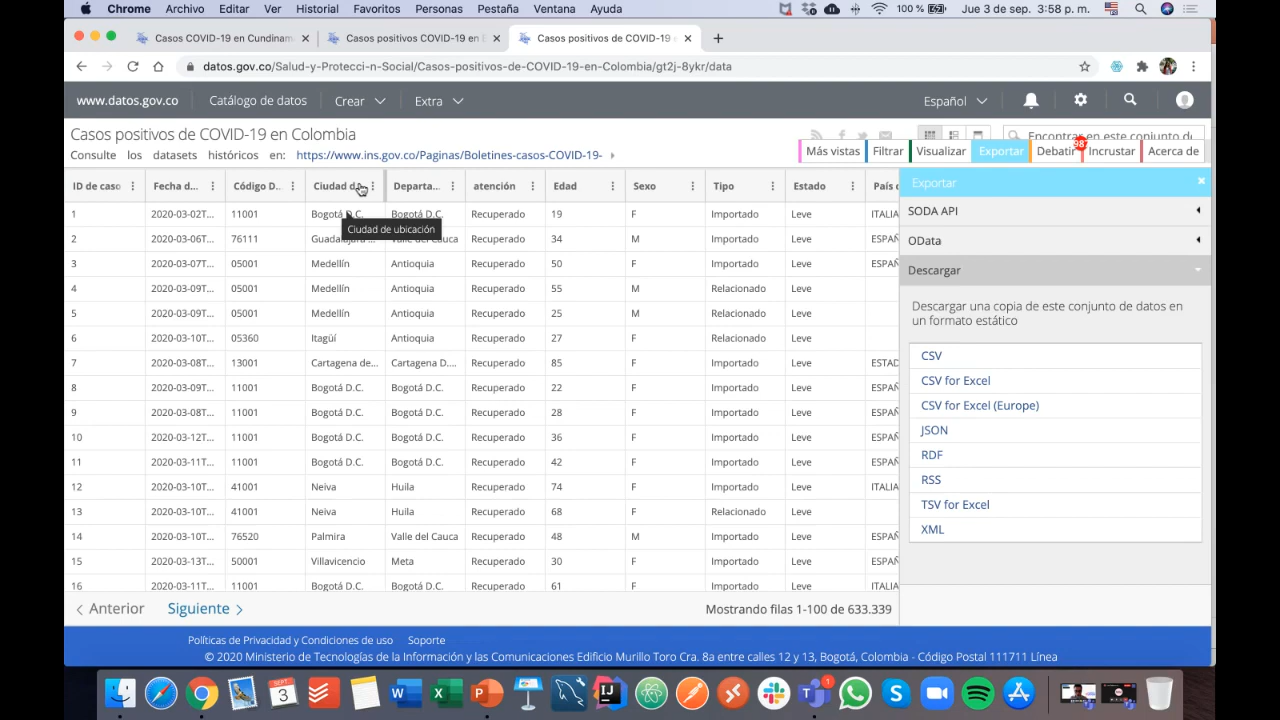 Chrome Archivo Editar Ver Historial Favoritos Personas Pestaña Ventana Ayuda 100 % Jue 3 de sep. 3:58 p. m.
Casos COVID-19 en Cundinam Casos positivos COVID-19 en Casos positivos de COVID-19
datos.gov.co/Salud-y-Protecci-n-Social/Casos-positivos-de-COVID-19-en-Colombia/gt2j-8ykr/data
www.datos.gov.co Catálogo de datos Crear Extra Español
Casos positivos de COVID-19 en Colombia
Encontrar en este conjunto
Consulte los datasets históricos en: https://www.ins.gov.co/Paginas/Boletines-casos-COVID-19-
Más vistas Filtrar Visualizar Exportar Debatir Incrustar Acerca de
ID de caso Fecha d... Código D... Ciudad d... Departa... atención Edad Sexo Tipo Estado País
1 2020-03-02T... 11001 Bogotá D.C. Bogotá D.C. Recuperado 19 F Importado Leve ITALIA
Ciudad de ubicación
2 2020-03-06T... 76111 Guadalajara ... Valle del Cauca Recuperado 34 M Importado Leve ESPAÑ
3 2020-03-07T... 05001 Medellín Antioquia Recuperado 50 F Importado Leve ESPAÑ
4 2020-03-09T... 05001 Medellín Antioquia Recuperado 55 M Relacionado Leve
5 2020-03-09T... 05001 Medellín Antioquia Recuperado 25 M Relacionado Leve
6 2020-03-10T... 05360 Itagüí Antioquia Recuperado 27 F Relacionado Leve
7 2020-03-08T... 13001 Cartagena de... Cartagena D.... Recuperado 85 F Importado Leve ESTAD
8 2020-03-09T... 11001 Bogotá D.C. Bogotá D.C. Recuperado 22 F Importado Leve ESPAÑ
9 2020-03-08T... 11001 Bogotá D.C. Bogotá D.C. Recuperado 28 F Importado Leve ESPAÑ
10 2020-03-12T... 11001 Bogotá D.C. Bogotá D.C. Recuperado 36 F Importado Leve ESPAÑ
11 2020-03-11T... 11001 Bogotá D.C. Bogotá D.C. Recuperado 42 F Importado Leve ESPAÑ
12 2020-03-10T... 41001 Neiva Huila Recuperado 74 F Importado Leve ITALIA
13 2020-03-10T... 41001 Neiva Huila Recuperado 68 F Relacionado Leve
14 2020-03-10T... 76520 Palmira Valle del Cauca Recuperado 48 M Importado Leve ESPAÑ
15 2020-03-13T... 50001 Villavicencio Meta Recuperado 30 F Importado Leve ESPAÑ
16 2020-03-11T... 11001 Bogotá D.C. Bogotá D.C. Recuperado 61 F Importado Leve ITALIA
Exportar
SODA API
OData
Descargar
Descargar una copia de este conjunto de datos en
un formato estático
CSV
CSV for Excel
CSV for Excel (Europe)
JSON
RDF
RSS
TSV for Excel
XML
Anterior Siguiente Mostrando filas 1-100 de 633.339
Políticas de Privacidad y Condiciones de uso Soporte
© 2020 Ministerio de Tecnologías de la Información y las Comunicaciones Edificio Murillo Toro Cra. 8a entre calles 12 y 13, Bogotá, Colombia - Código Postal 111711 Línea